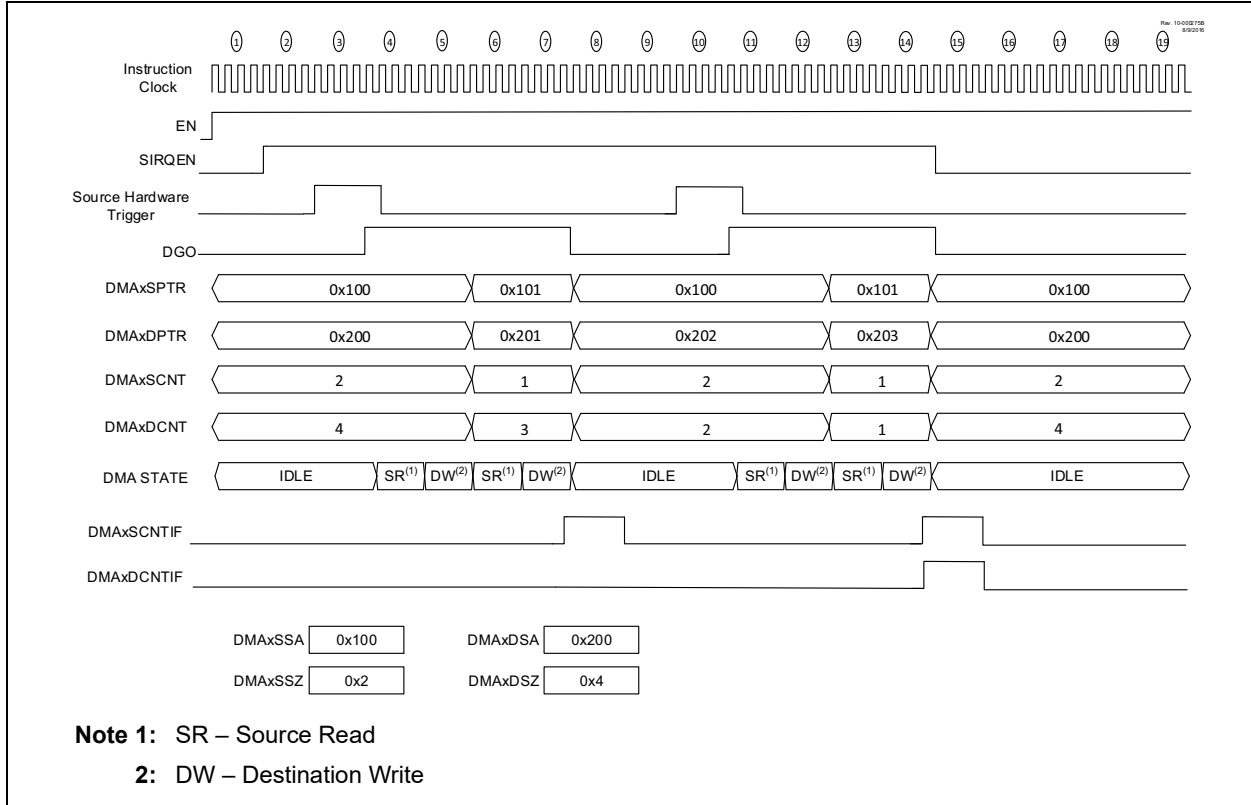 Rev. 10-000275B
8/9/2016
1 2 3 4 5 6 7 8 9 10 11 12 13 14 15 16 17 18 19
Instruction
Clock
EN
SIRQEN
Source Hardware
Trigger
DGO
DMAxSPTR 0x100 0x101 0x100 0x101 0x100
DMAxDPTR 0x200 0x201 0x202 0x203 0x200
DMAxSCNT 2 1 2 1 2
DMAxDCNT 4 3 2 1 4
DMA STATE IDLE SR(1) DW(2) SR(1) DW(2) IDLE SR(1) DW(2) SR(1) DW(2) IDLE
DMAxSCNTIF
DMAxDCNTIF
DMAxSSA 0x100 DMAxDSA 0x200
DMAxSSZ 0x2 DMAxDSZ 0x4
Note 1: SR – Source Read
2: DW – Destination Write